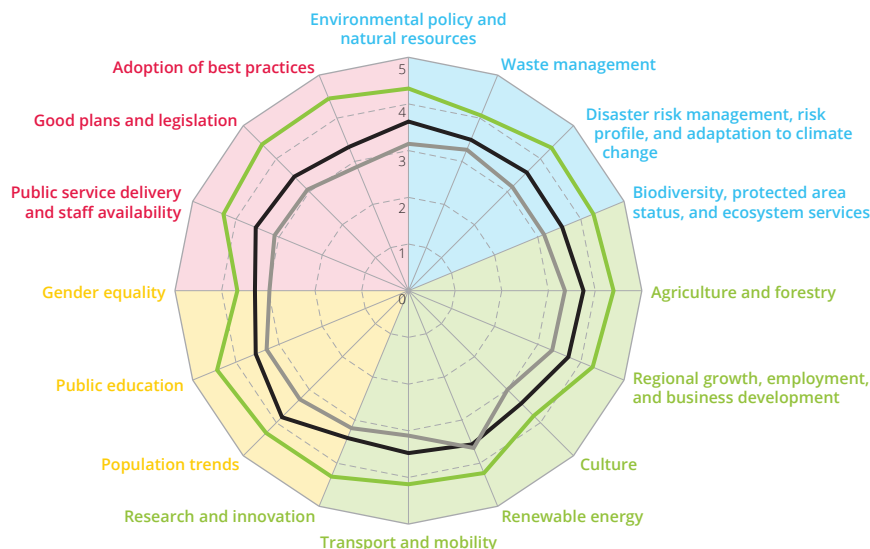 Environmental policy and
natural resources
Waste management
Disaster risk management, risk
profile, and adaptation to climate
change
Biodiversity, protected area
status, and ecosystem services
Agriculture and forestry
Regional growth, employment,
and business development
Culture
Renewable energy
Transport and mobility
Research and innovation
Population trends
Public education
Gender equality
Public service delivery
and staff availability
Good plans and legislation
Adoption of best practices
5
4
3
2
1
0